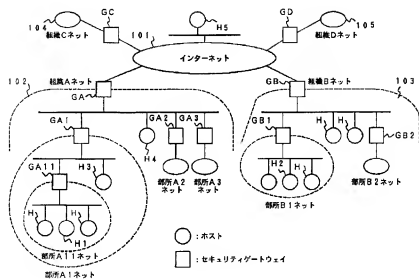 GC
H5
GD
104
101
105
組織Cネット
組織Dネット
インターネット
102
組織Aネット
組織Bネット
103
GA
GB
GA1
GA2
GA3
GB1
H
H
H4
GB2
GA11
H3
部所A2
ネット
部所A3
ネット
H2
H
H
部所B2ネット
部所B1ネット
H
H
H1
部所A11ネット
部所A1ネット
:ホスト
:セキュリティゲートウェイ